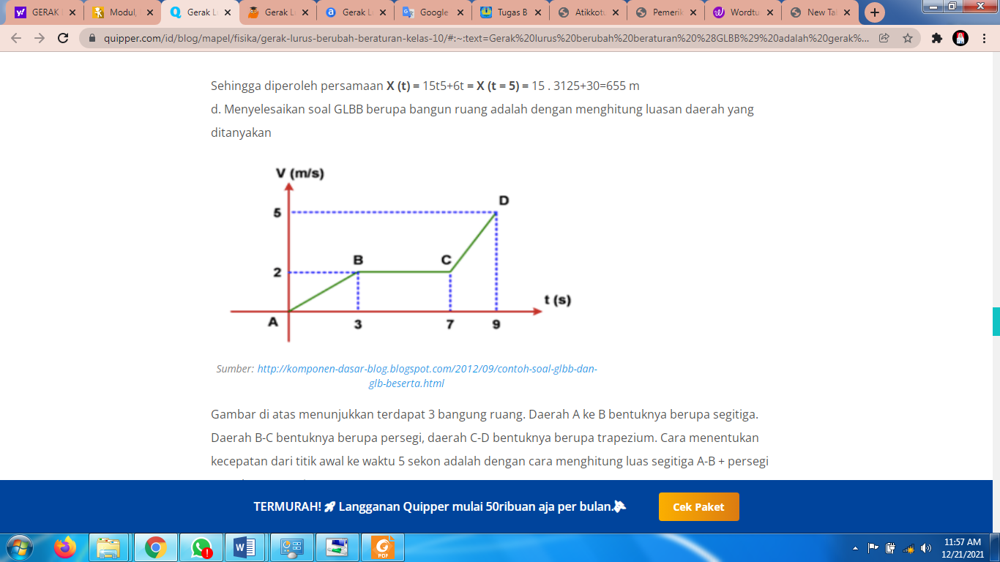 GERAK
Modul,
Gerak L
Gerak L
Gerak L
Google
Tugas B
Atikkotu
Pemerik
Wordtu
New Tal
quipper.com/id/blog/mapel/fisika/gerak-lurus-berubah-beraturan-kelas-10/#:~:text=Gerak%20lurus%20berubah%20beraturan%20%28GLBB%29%20adalah%20gerak%...
Sehingga diperoleh persamaan X (t) = 15t5+6t = X (t = 5) = 15 . 3125+30=655 m
d. Menyelesaikan soal GLBB berupa bangun ruang adalah dengan menghitung luasan daerah yang
ditanyakan
V (m/s)
D
5
B
C
2
t (s)
A
3
7
9
Sumber: http://komponen-dasar-blog.blogspot.com/2012/09/contoh-soal-glbb-dan-
glb-beserta.html
Gambar di atas menunjukkan terdapat 3 bangung ruang. Daerah A ke B bentuknya berupa segitiga.
Daerah B-C bentuknya berupa persegi, daerah C-D bentuknya berupa trapezium. Cara menentukan
kecepatan dari titik awal ke waktu 5 sekon adalah dengan cara menghitung luas segitiga A-B + persegi
TERMURAH! 🚀 Langganan Quipper mulai 50ribuan aja per bulan.
Cek Paket
PDF
11:57 AM
12/21/2021